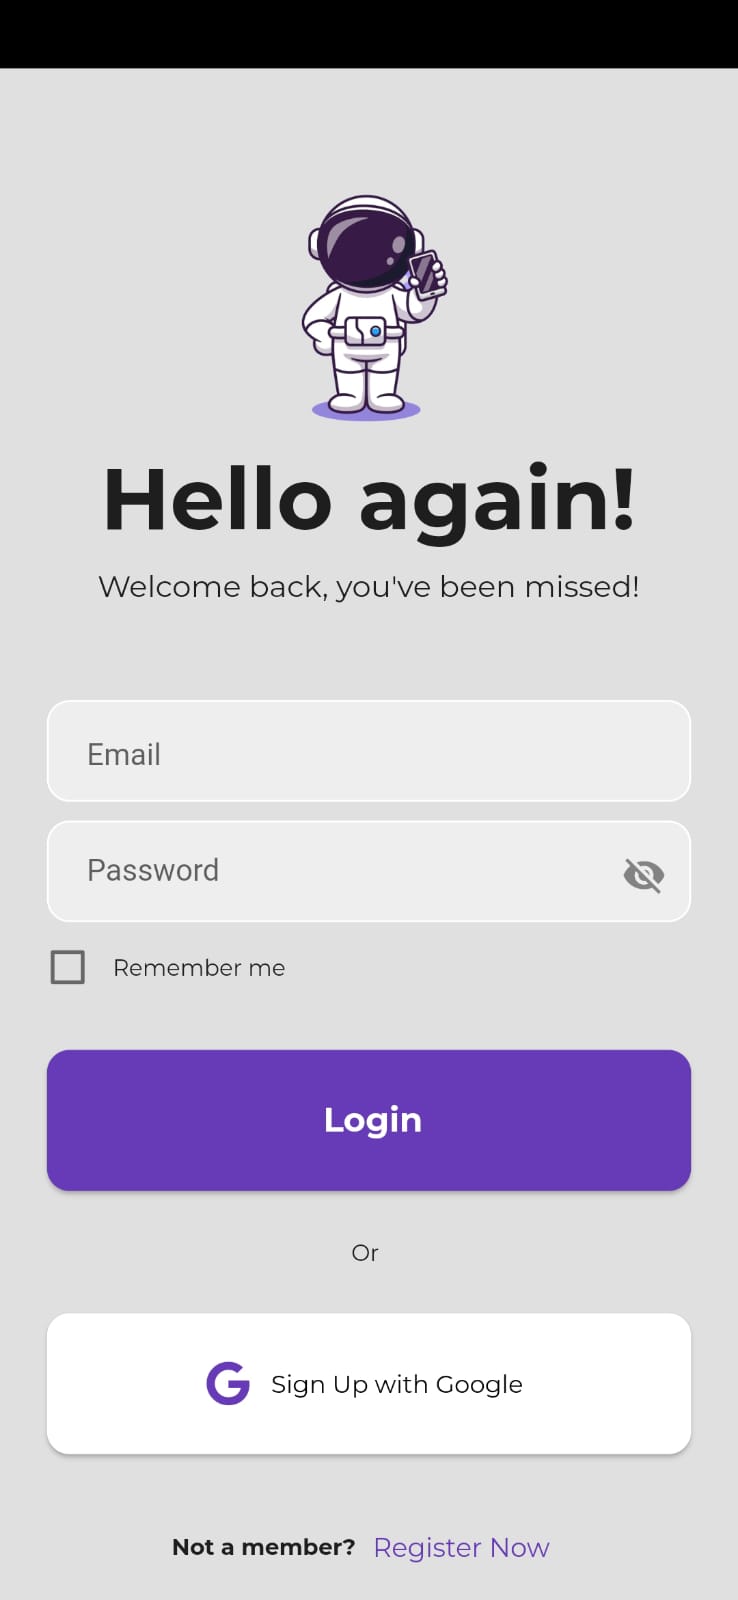 Hello again!
Welcome back, you've been missed!
Email
Password
Remember me
Login
Or
Sign Up with Google
Not a member? Register Now